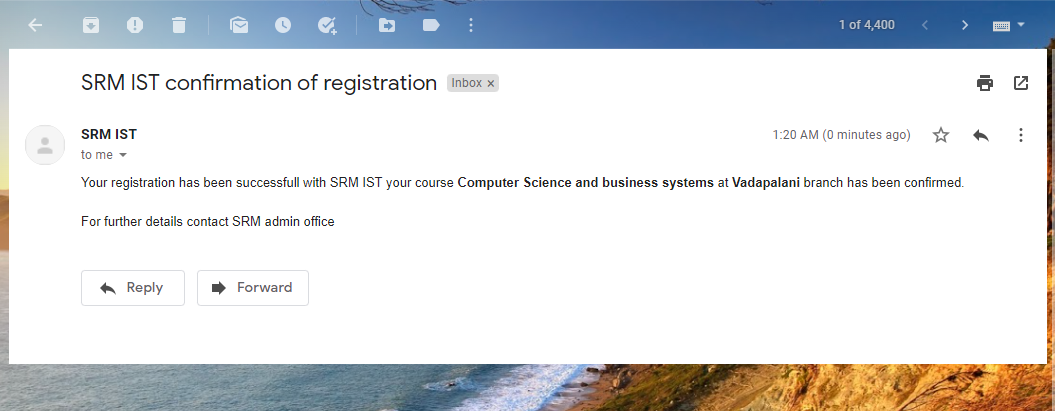 1 of 4,400
SRM IST confirmation of registration Inbox ×
SRM IST 1:20 AM (0 minutes ago)
to me
Your registration has been successfull with SRM IST your course Computer Science and business systems at Vadapalani branch has been confirmed.
For further details contact SRM admin office
Reply Forward